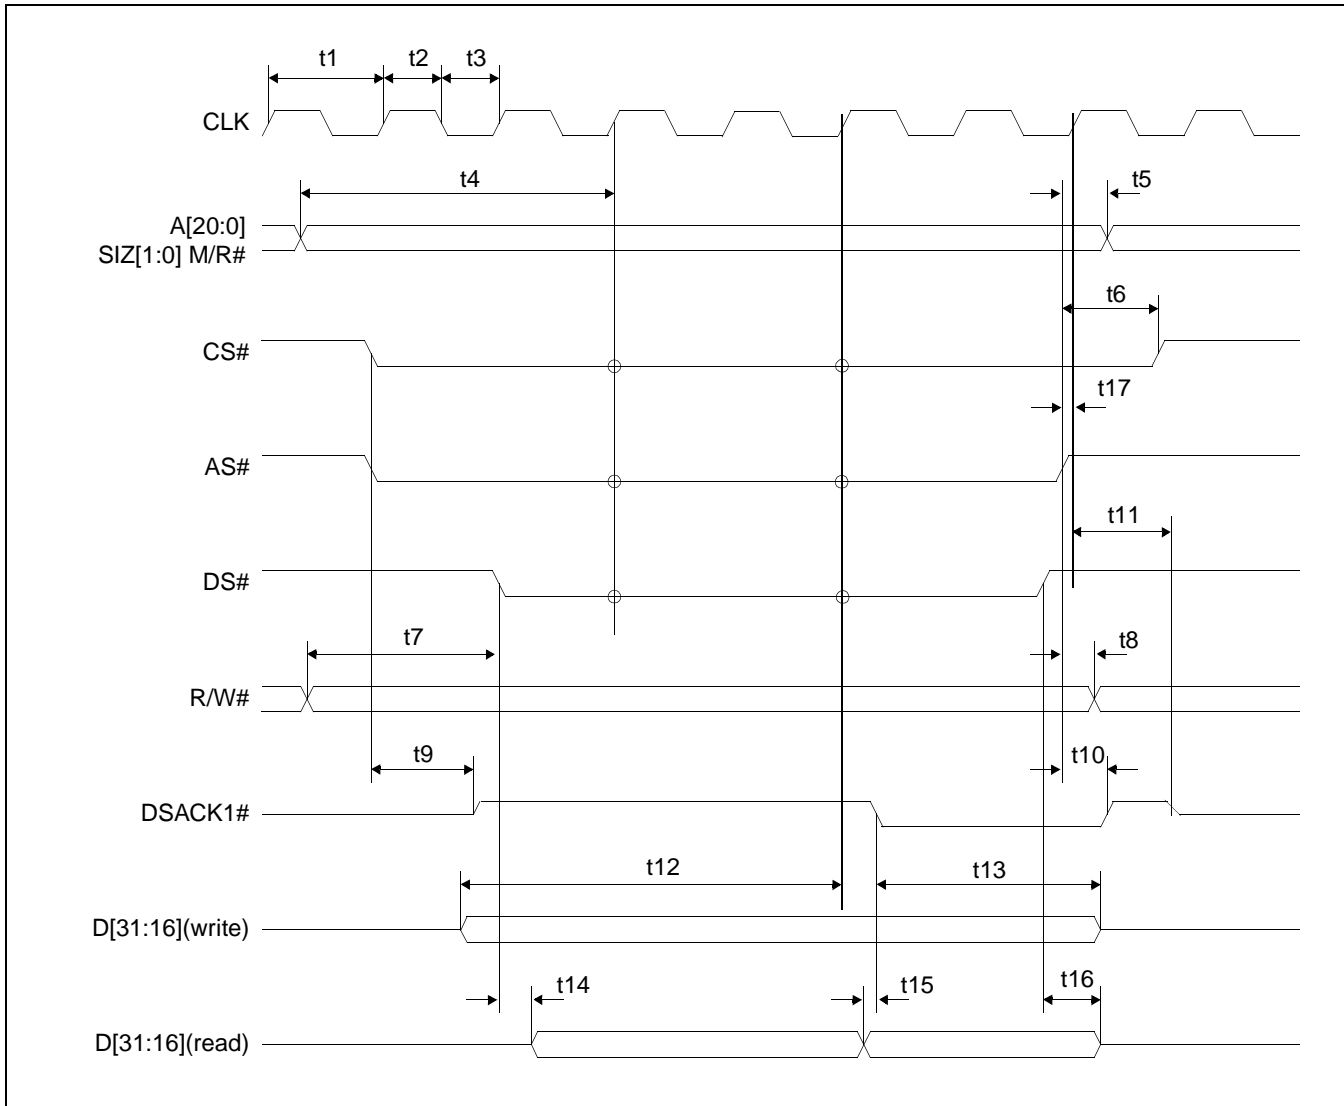 t1 t2 t3
CLK
t4 t5
A[20:0]
SIZ[1:0] M/R#
t6
CS#
t17
AS#
t11
DS#
t7 t8
R/W#
t9 t10
DSACK1#
t12 t13
D[31:16](write)
t14 t15 t16
D[31:16](read)